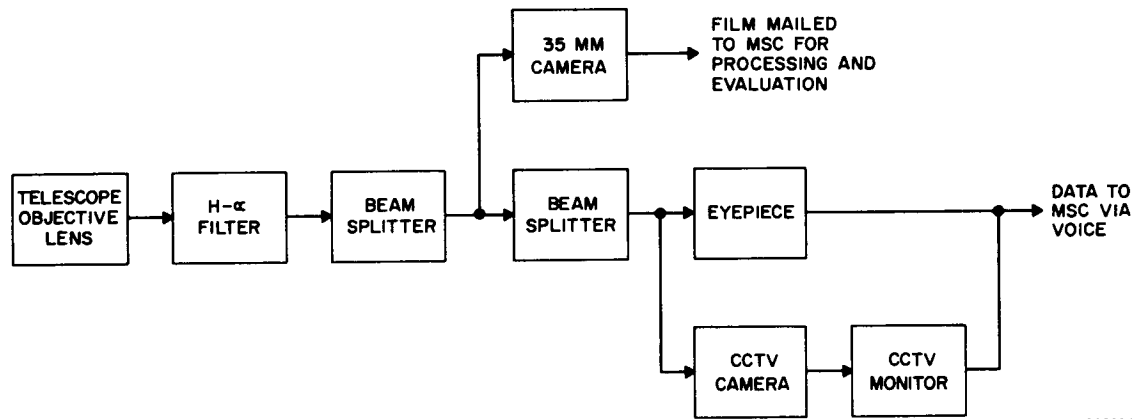 35 MM
CAMERA
FILM MAILED
TO MSC FOR
PROCESSING AND
EVALUATION
TELESCOPE
OBJECTIVE
LENS
H-α
FILTER
BEAM
SPLITTER
BEAM
SPLITTER
EYEPIECE
DATA TO
MSC VIA
VOICE
CCTV
CAMERA
CCTV
MONITOR